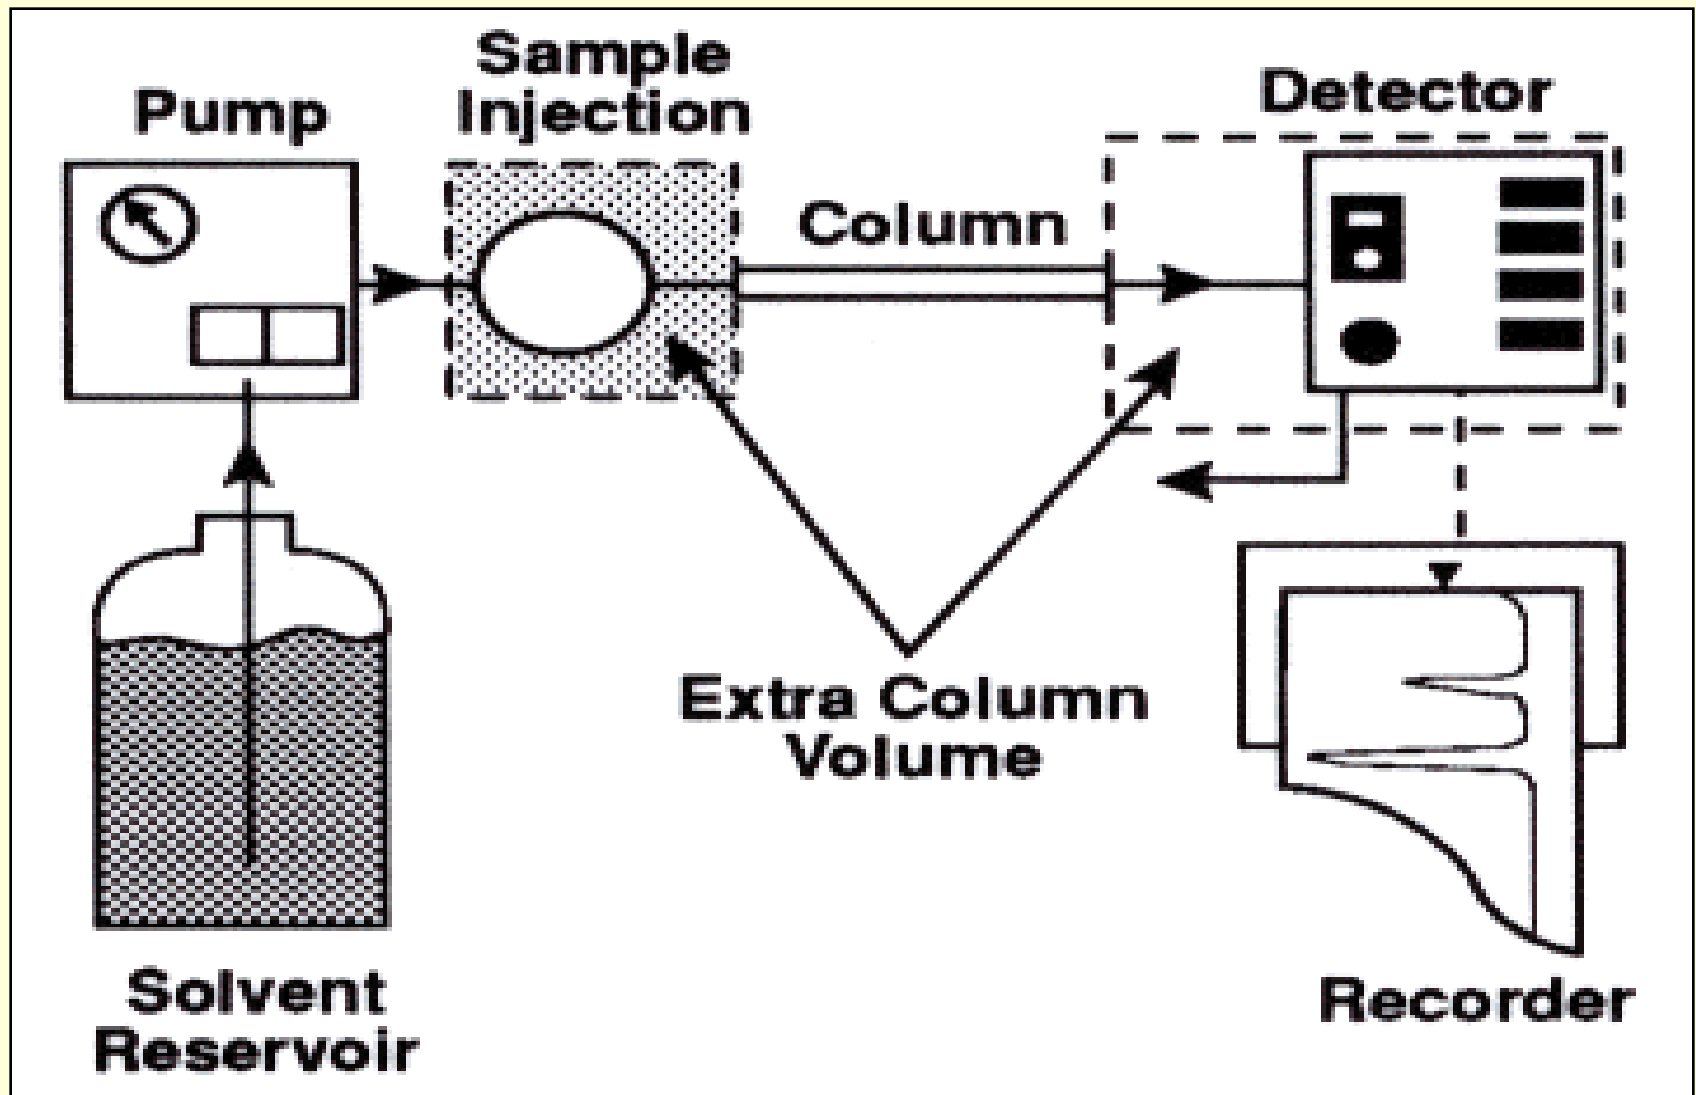 Sample
Injection
Pump
Detector
Column
Extra Column
Volume
Solvent
Reservoir
Recorder